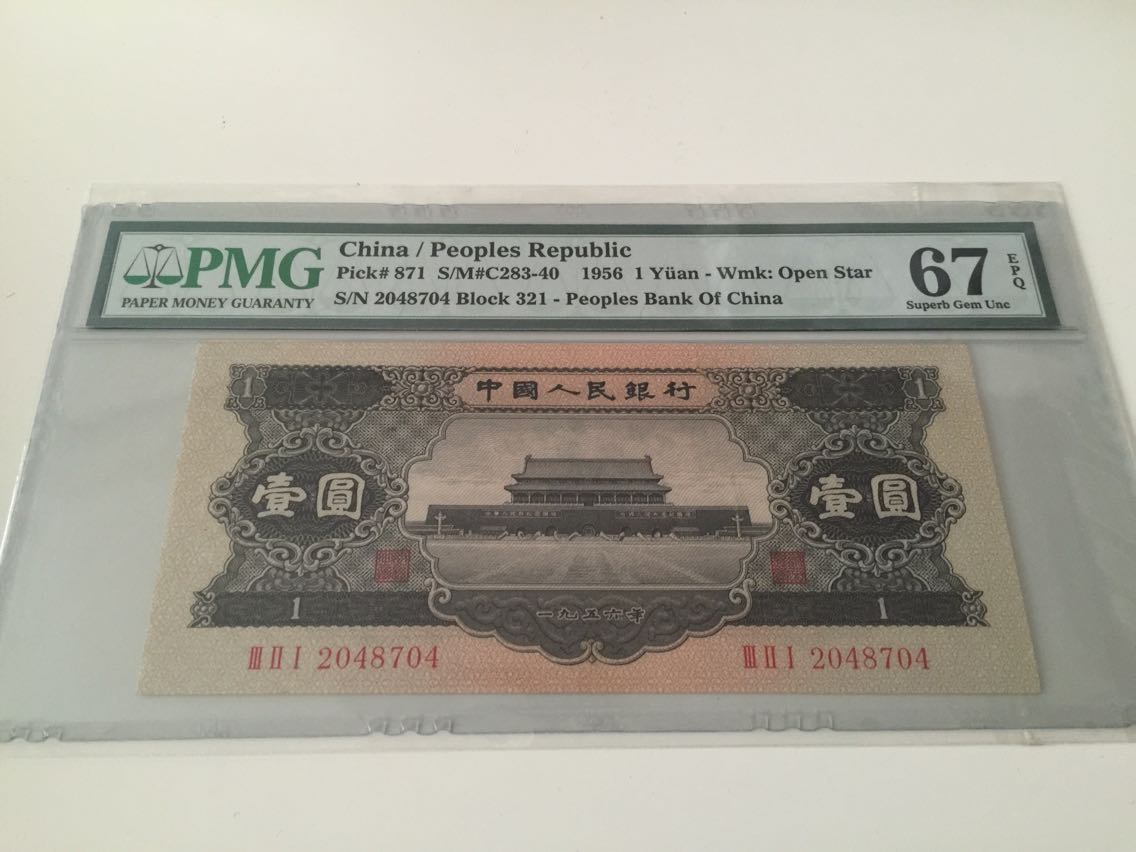 PMG
PAPER MONEY GUARANTY
China / Peoples Republic
Pick# 871 S/M#C283-40 1956 1 Yüan - Wmk: Open Star
S/N 2048704 Block 321 - Peoples Bank Of China
67
EPQ
Superb Gem Unc
1 中國人民銀行 1
壹圓 壹圓
1 一九五六年 1
ⅢⅡⅠ 2048704 ⅢⅡⅠ 2048704